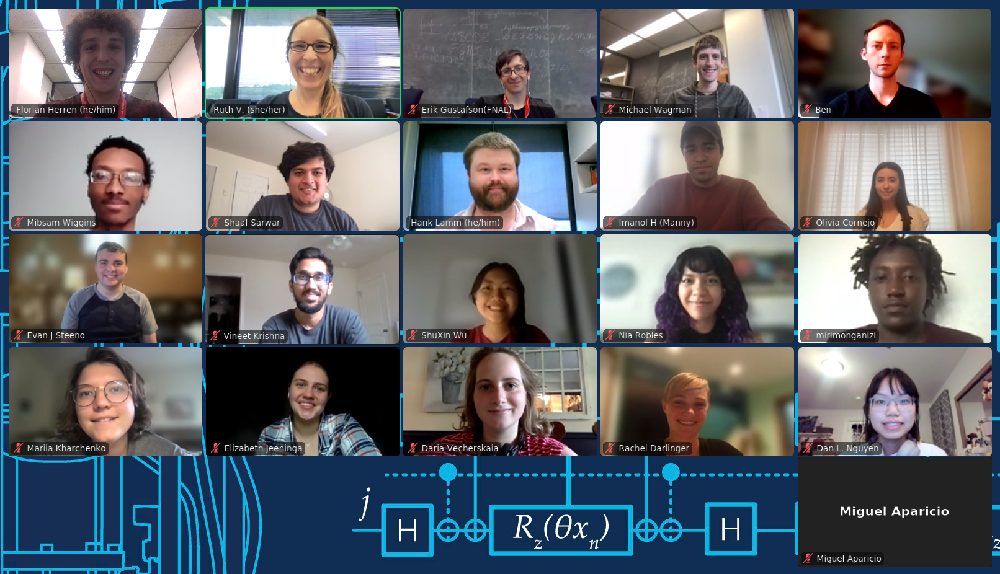 Florian Herren (he/him)
Ruth V. (she/her)
Erik Gustafson(FNAL)
Michael Wagman
Ben
Mibsam Wiggins
Shaaf Sarwar
Hank Lamm (he/him)
Imanol H (Manny)
Olivia Cornejo
Evan J Steeno
Vineet Krishna
ShuXin Wu
Nia Robles
mirimonganizi
Mariia Kharchenko
Elizabeth Jeeninga
Daria Vecherskaia
Rachel Darlinger
Dan L. Nguyen
j
H
R_z(θx_n)
H
Miguel Aparicio
Miguel Aparicio